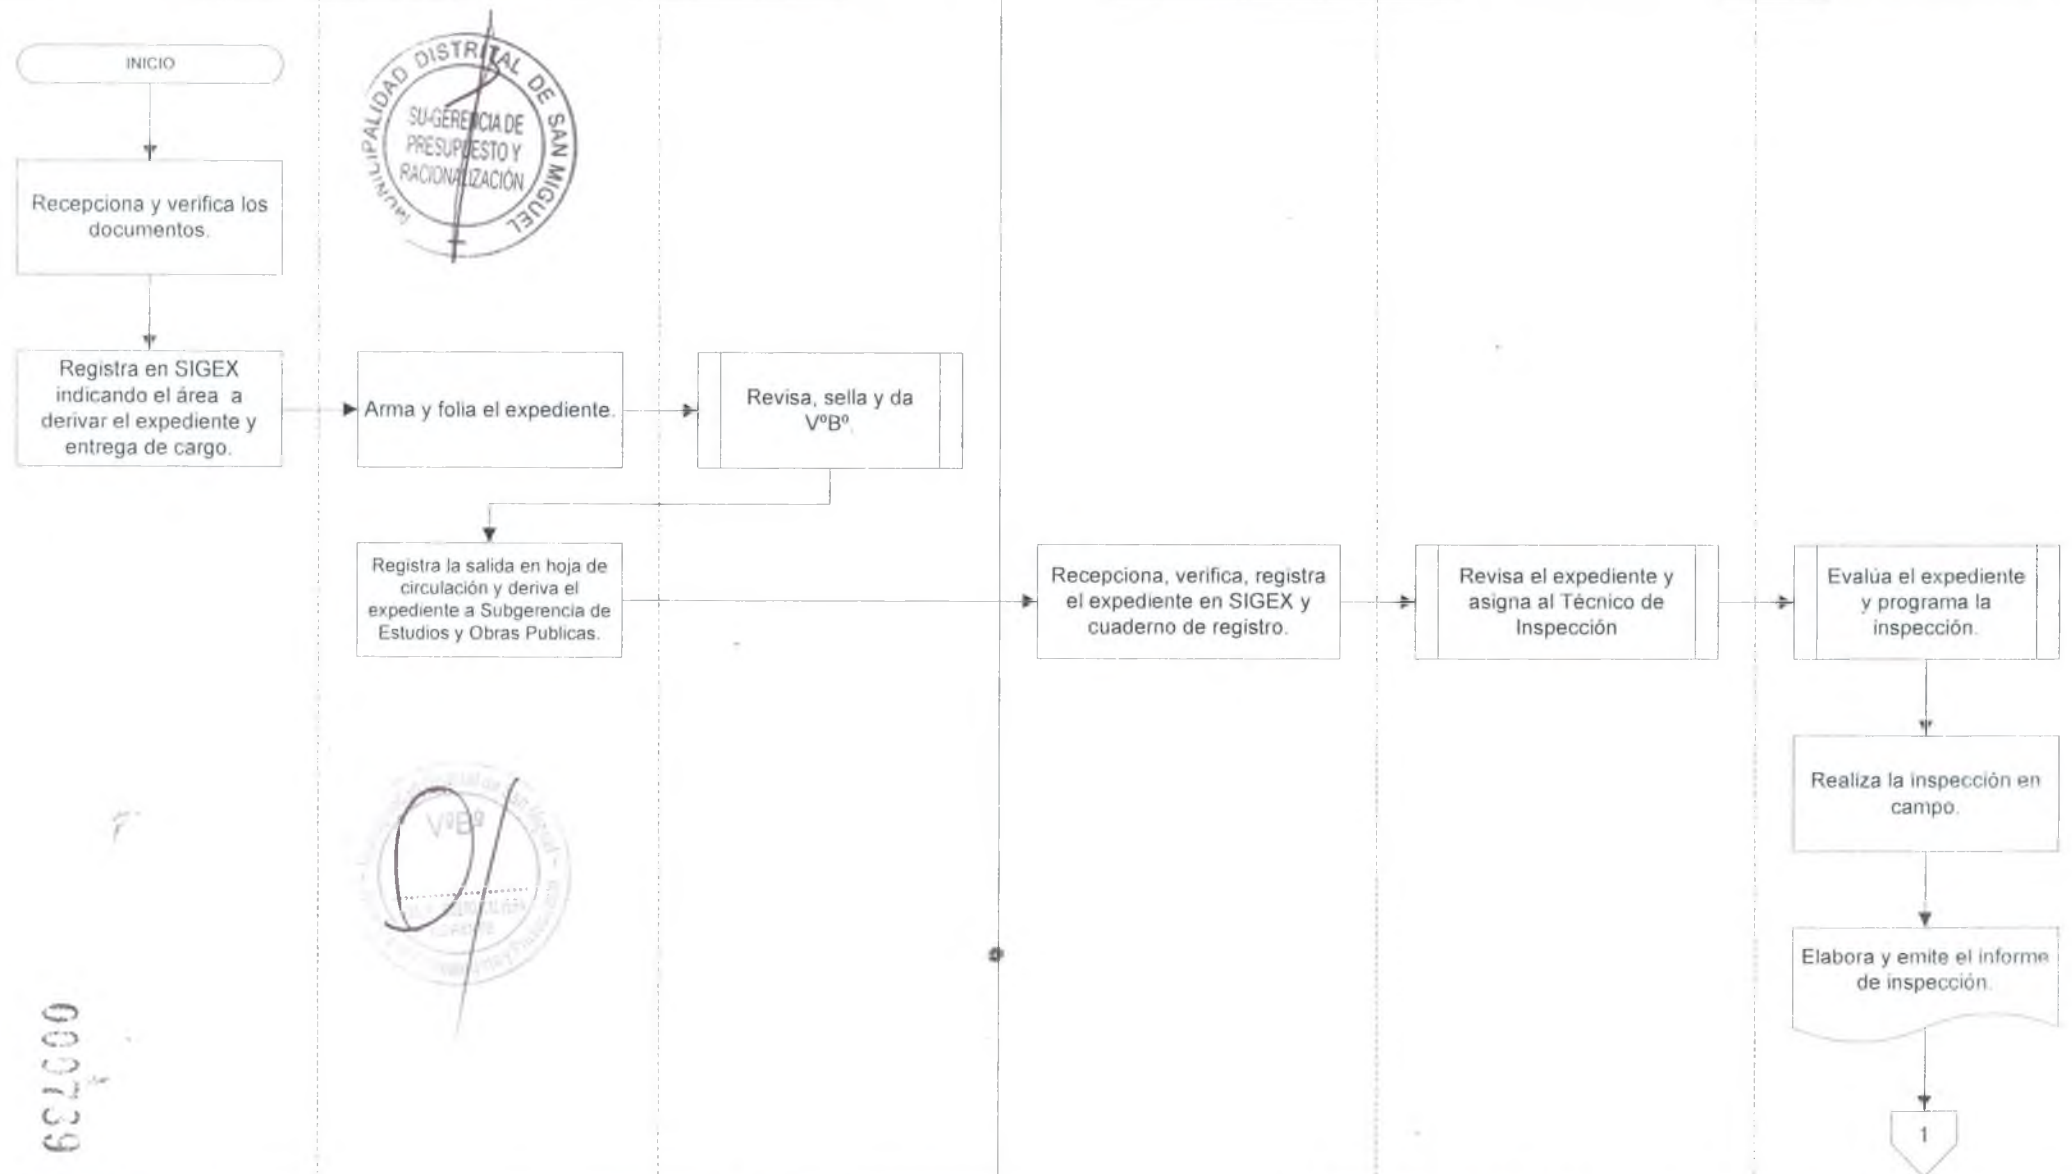 INICIO
MUNICIPALIDAD DISTRITAL DE SAN MIGUEL
SU-GERENCIA DE
PRESUPUESTO Y
RACIONALIZACIÓN
Recepciona y verifica los
documentos.
Registra en SIGEX
indicando el área a
derivar el expediente y
entrega de cargo.
Arma y folia el expediente.
Revisa, sella y da
VºBº.
Registra la salida en hoja de
circulación y deriva el
expediente a Subgerencia de
Estudios y Obras Publicas.
Recepciona, verifica, registra
el expediente en SIGEX y
cuaderno de registro.
Revisa el expediente y
asigna al Técnico de
Inspección
Evalúa el expediente
y programa la
inspección.
Realiza la inspección en
campo.
VºBº
Elabora y emite el informe
de inspección.
1
000739